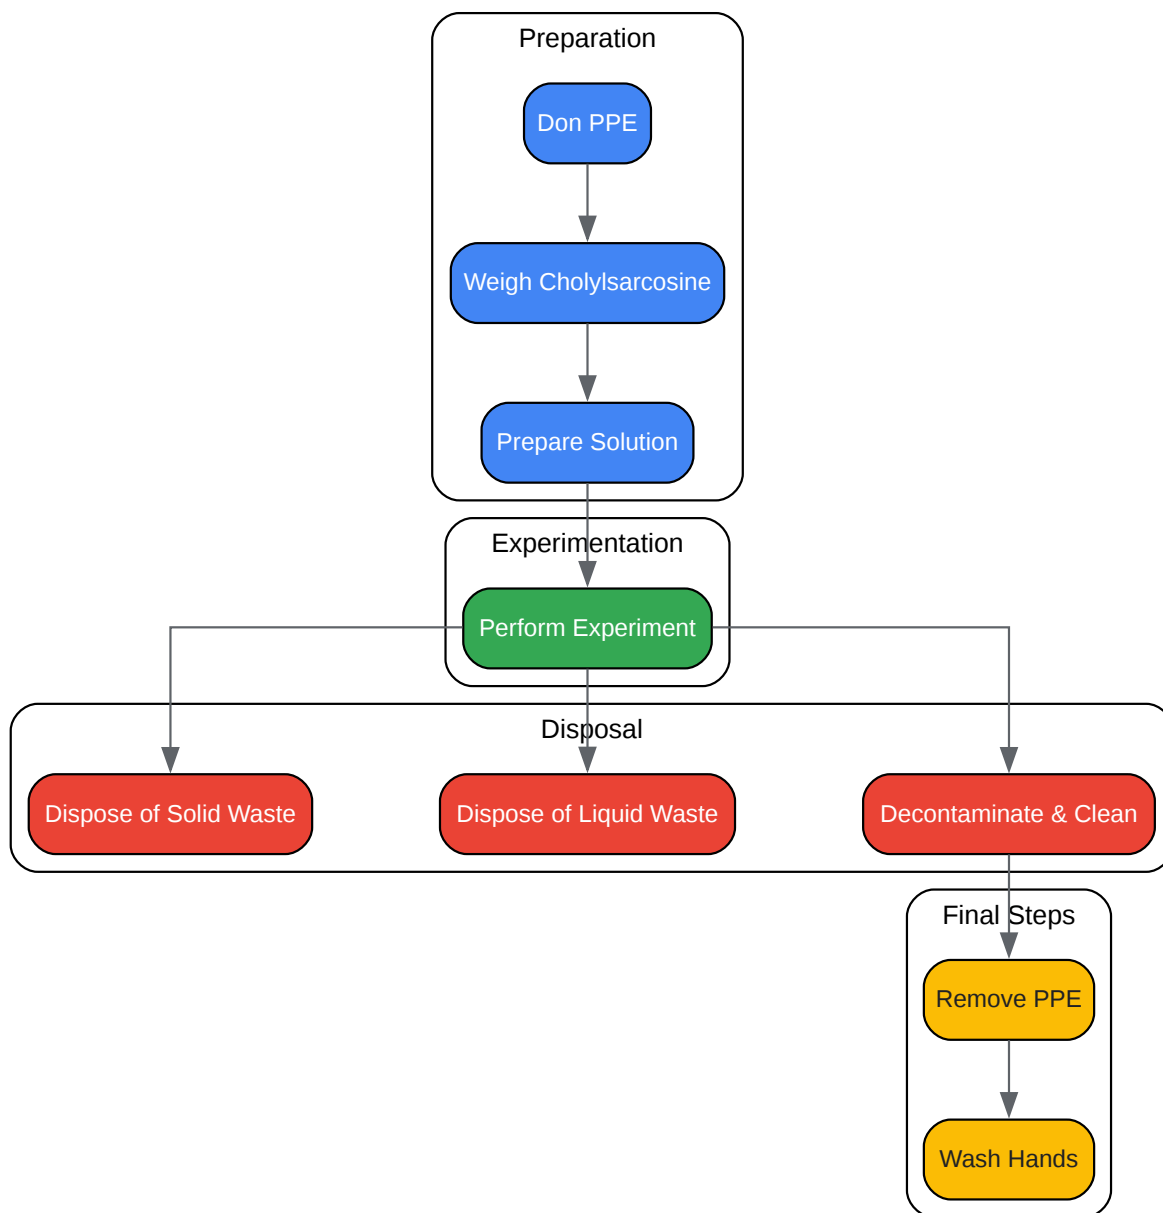 Preparation
Don PPE
Weigh Cholylsarcosine
Prepare Solution
Experimentation
Perform Experiment
Disposal
Dispose of Solid Waste
Dispose of Liquid Waste
Decontaminate & Clean
Final Steps
Remove PPE
Wash Hands